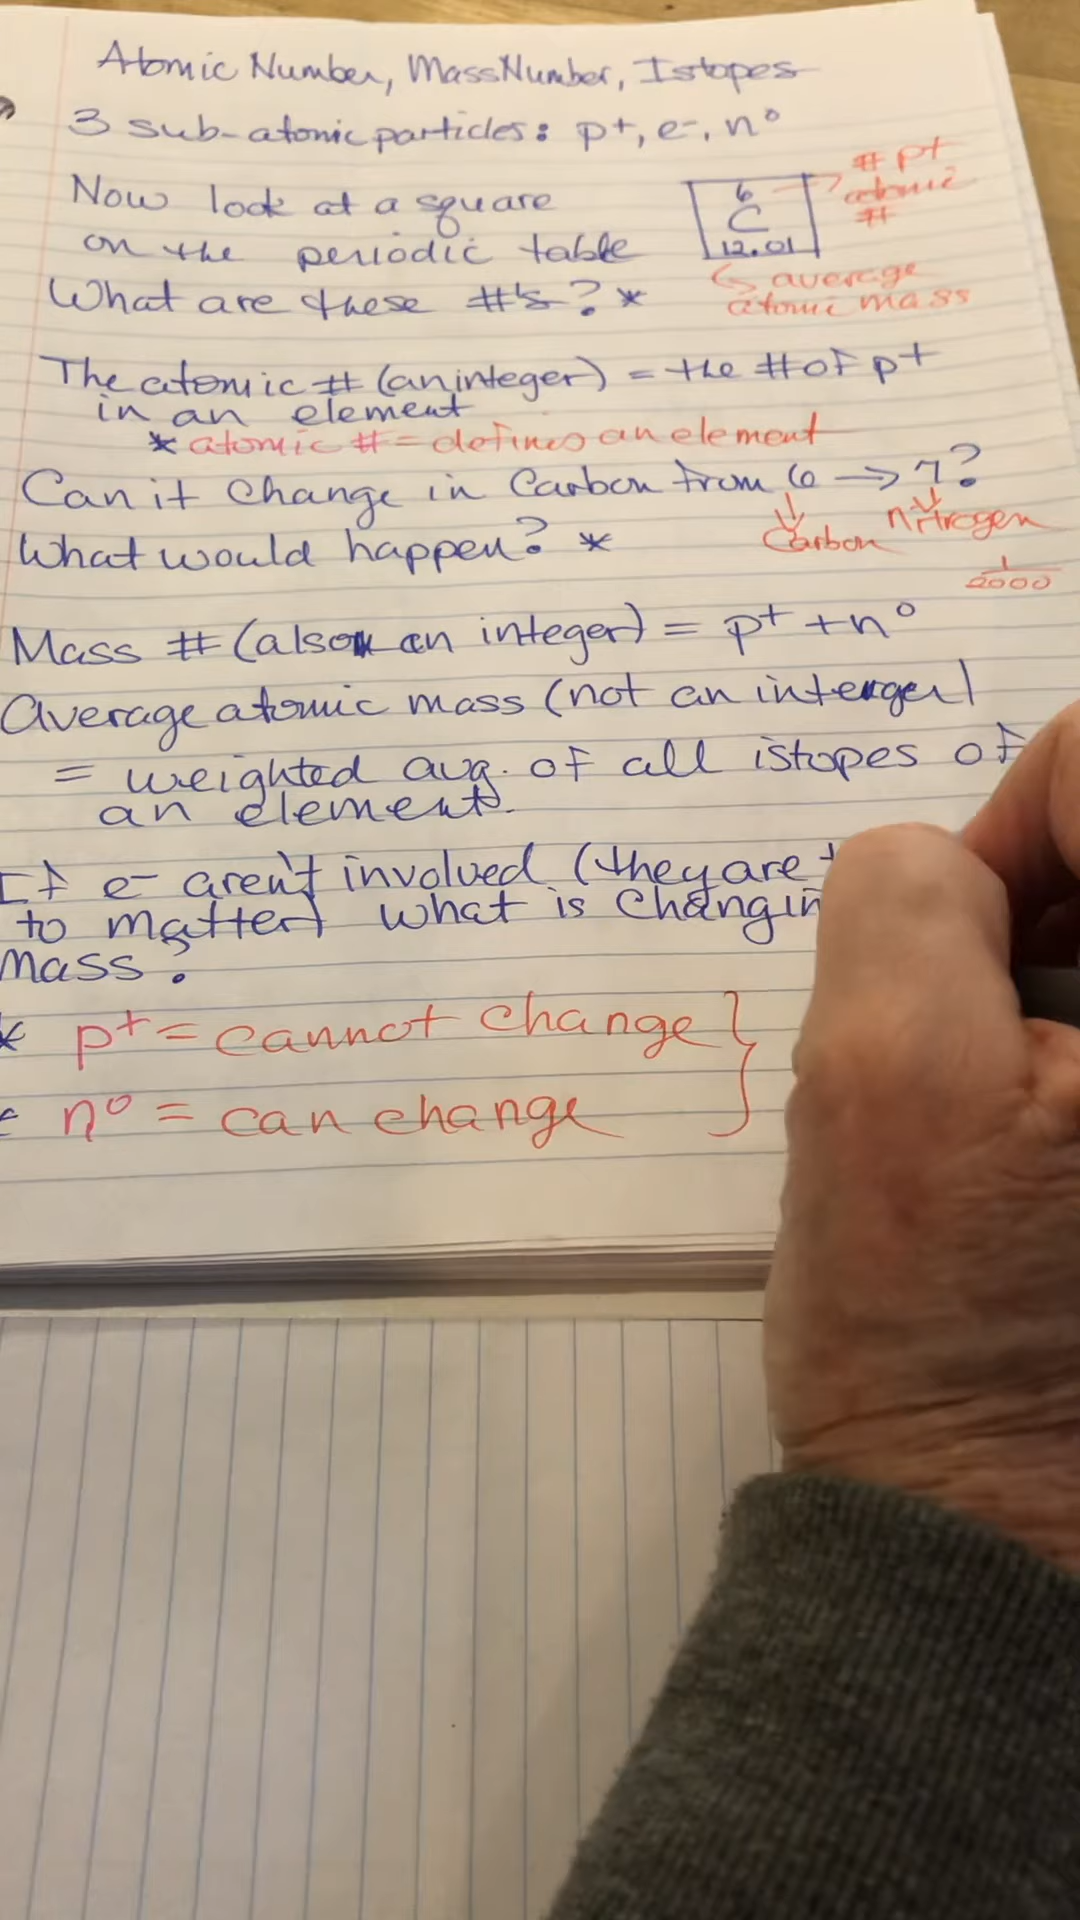 Atomic Number, Mass Number, Istopes
3 sub-atomic particles: p+, e-, n°
Now look at a square
on the periodic table
What are these #'s? *
6
C
12.01
# p+
atomic
#
average
atomic mass
The atomic # (an integer) = the # of p+
in an element
* atomic # = defines an element
Can it change in Carbon from 6 → 7?
Carbon
nitrogen
What would happen? *
1
2000
Mass # (also an integer) = p+ + n°
Average atomic mass (not an interger)
= weighted avg. of all istopes of
an element.
If e- aren't involved (they are
to matter) what is changin
mass?
* p+ = cannot change }
n° = can change